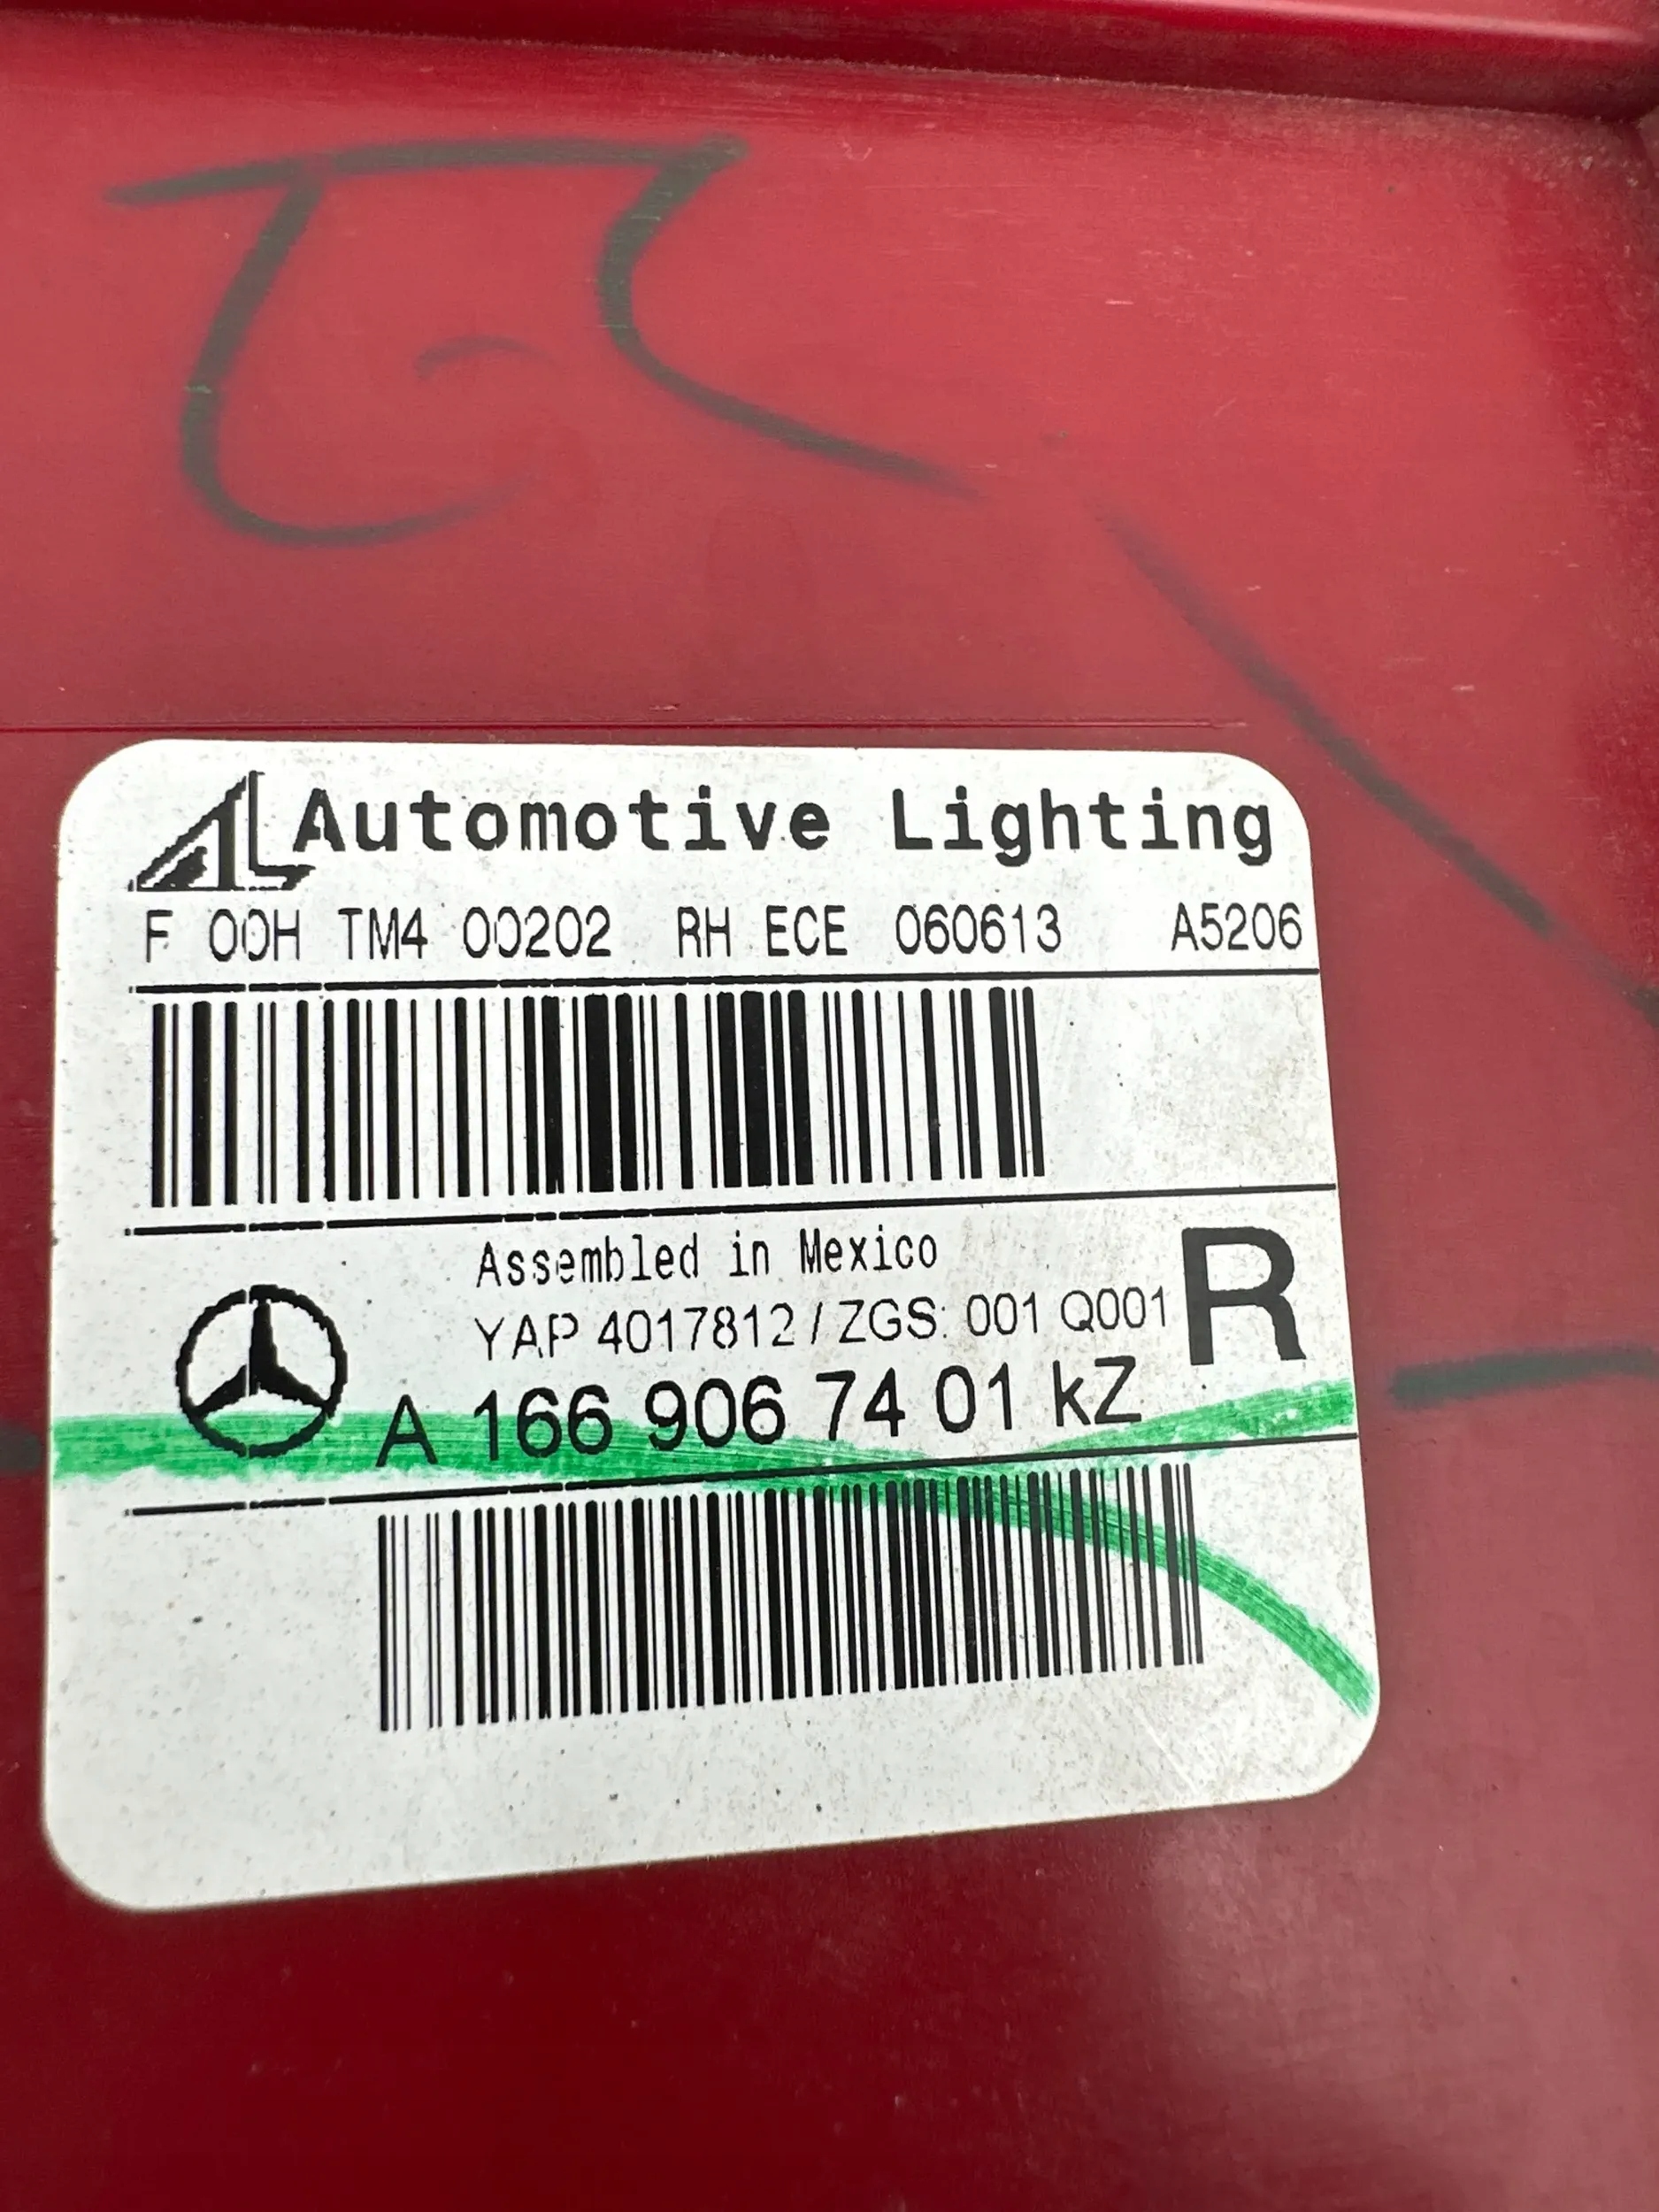 AL Automotive Lighting
F 00H TM4 00202 RH ECE 060613 A5206
Assembled in Mexico
YAP 4017812 / ZGS: 001 Q001
R
A 166 906 74 01 kZ